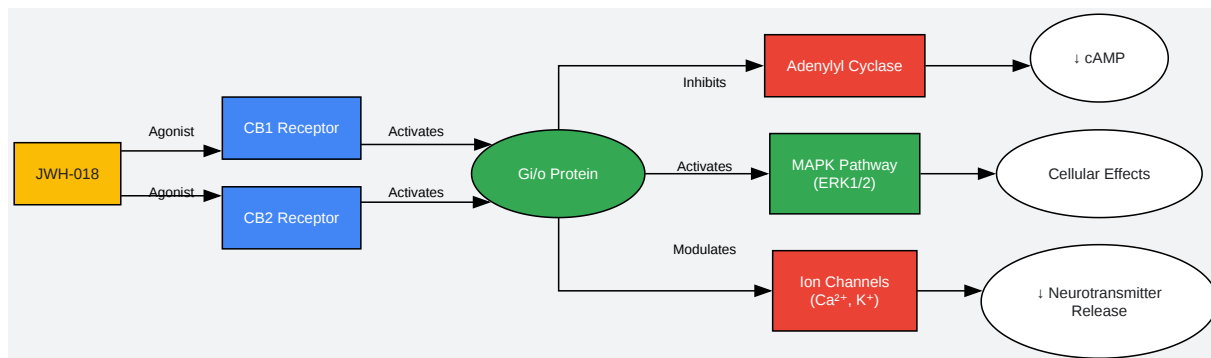 JWH-018
Agonist
Agonist
CB1 Receptor
CB2 Receptor
Activates
Activates
Gi/o Protein
Inhibits
Activates
Modulates
Adenylyl Cyclase
MAPK Pathway
(ERK1/2)
Ion Channels
(Ca²⁺, K⁺)
↓ cAMP
Cellular Effects
↓ Neurotransmitter
Release